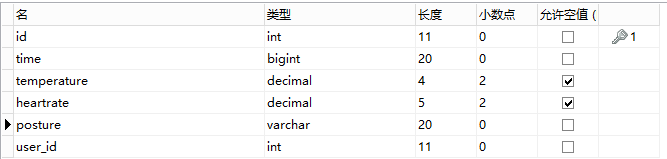 名 类型 长度 小数点 允许空值 (
id int 11 0 1
time bigint 20 0
temperature decimal 4 2
heartrate decimal 5 2
posture varchar 20 0
user_id int 11 0